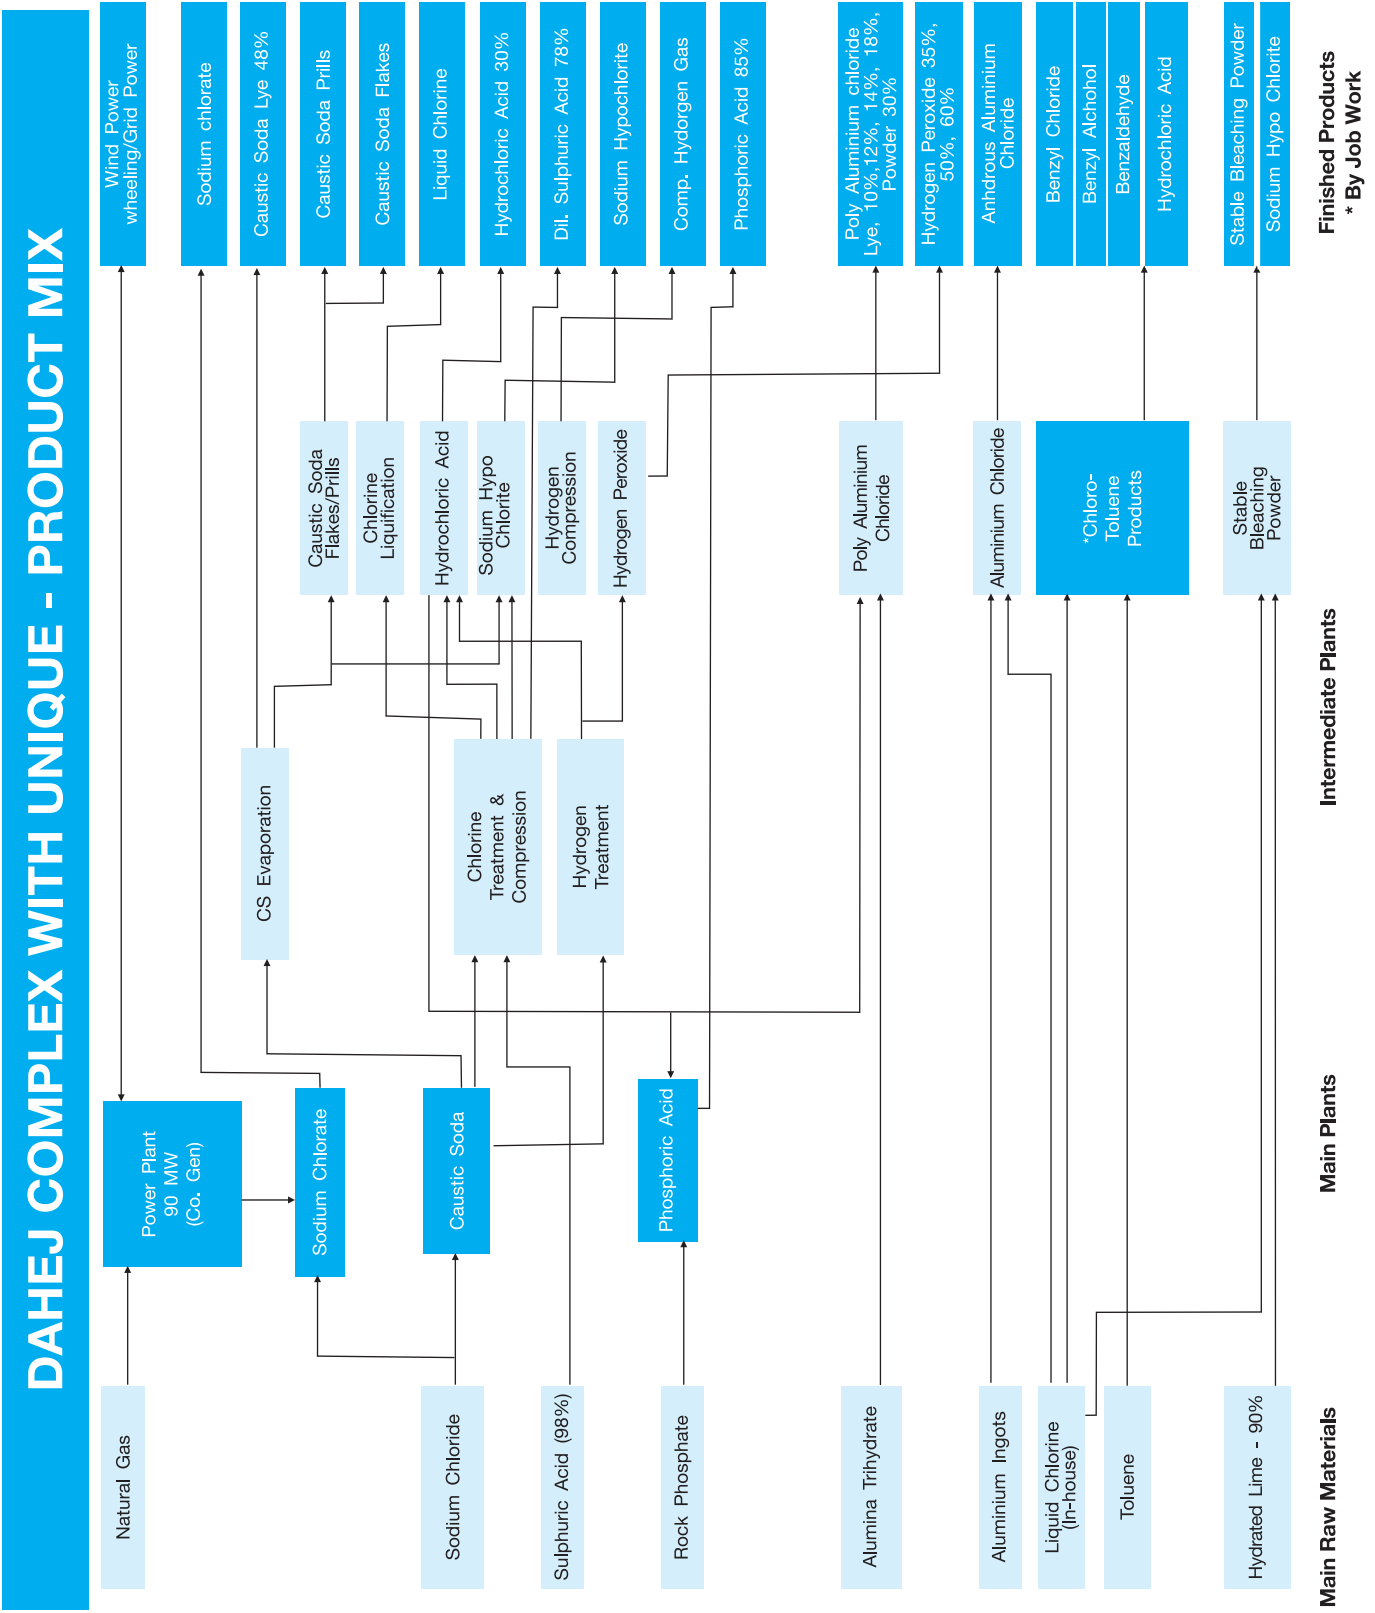 DAHEJ COMPLEX WITH UNIQUE - PRODUCT MIX
Natural Gas
Sodium Chloride
Sulphuric Acid (98%)
Rock Phosphate
Alumina Trihydrate
Aluminium Ingots
Liquid Chlorine
(In-house)
Toluene
Hydrated Lime - 90%
Main Raw Materials
Power Plant
90 MW
(Co. Gen)
Sodium Chlorate
Caustic Soda
Phosphoric Acid
Main Plants
CS Evaporation
Chlorine
Treatment &
Compression
Hydrogen
Treatment
Caustic Soda
Flakes/Prills
Chlorine
Liquification
Hydrochloric Acid
Sodium Hypo
Chlorite
Hydrogen
Compression
Hydrogen Peroxide
Poly Aluminium
Chloride
Aluminium Chloride
*Chloro-
Toluene
Products
Stable
Bleaching
Powder
Intermediate Plants
Wind Power
wheeling/Grid Power
Sodium chlorate
Caustic Soda Lye 48%
Caustic Soda Prills
Caustic Soda Flakes
Liquid Chlorine
Hydrochloric Acid 30%
Dil. Sulphuric Acid 78%
Sodium Hypochlorite
Comp. Hydorgen Gas
Phosphoric Acid 85%
Poly Aluminium chloride
Lye, 10%,12%, 14%, 18%,
Powder 30%
Hydrogen Peroxide 35%,
50%, 60%
Anhdrous Aluminium
Chloride
Benzyl Chloride
Benzyl Alchohol
Benzaldehyde
Hydrochloric Acid
Stable Bleaching Powder
Sodium Hypo Chlorite
Finished Products
* By Job Work